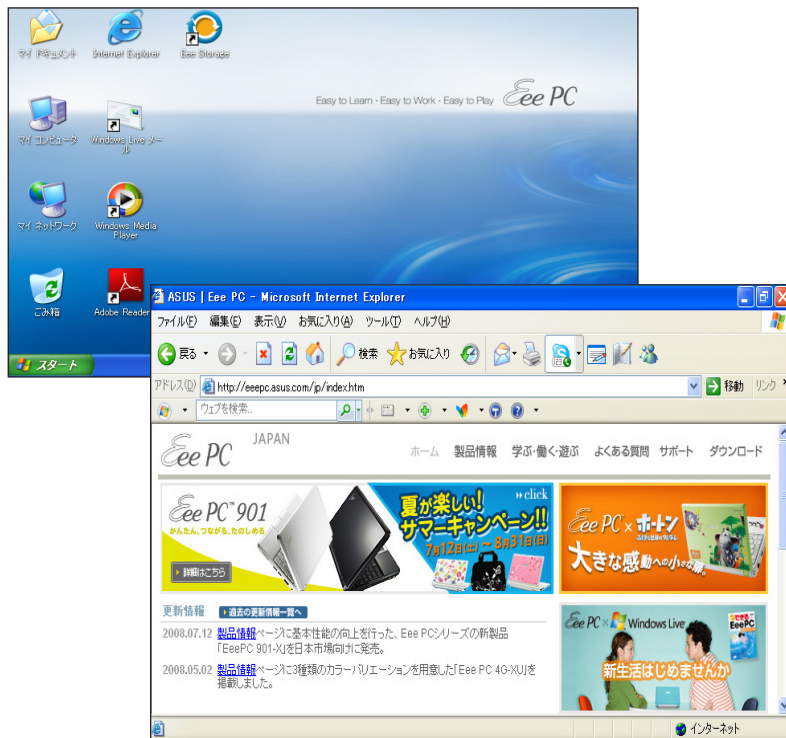 マイ ドキュメント
Internet Explorer
Eee Storage
Easy to Learn · Easy to Work · Easy to Play Eee PC
マイ コンピュータ
Windows Live メー
ル
マイ ネットワーク
Windows Media
Player
ごみ箱
Adobe Reader
スタート
ASUS | Eee PC - Microsoft Internet Explorer
ファイル(F) 編集(E) 表示(V) お気に入り(A) ツール(T) ヘルプ(H)
戻る 検索 お気に入り
アドレス(D) http://eeepc.asus.com/jp/index.htm 移動 リンク
ウェブを検索..
Eee PC JAPAN
ホーム 製品情報 学ぶ·働く·遊ぶ よくある質問 サポート ダウンロード
Eee PC™ 901
かんたん、つながる、たのしめる
詳細はこちら
click
夏が楽しい!
サマーキャンペーン!!
7月12日(土)~8月31日(日)
Eee PC × ホートン
大きな感動への小さな扉。
更新情報 過去の更新情報一覧へ
2008.07.12 製品情報ページに基本性能の向上を行った、Eee PCシリーズの新製品
「EeePC 901-X」を日本市場向けに発売。
2008.05.02 製品情報ページに3種類のカラーバリエーションを用意した「Eee PC 4G-XU」を
掲載しました。
Eee PC × Windows Live
EeePC
新生活はじめませんか
インターネット